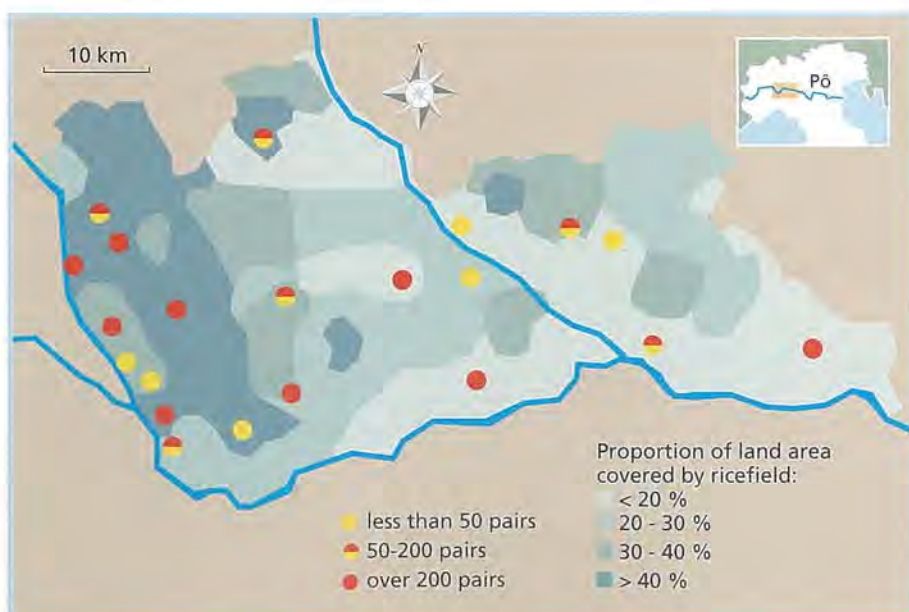 10 km
N
Pô
less than 50 pairs
50-200 pairs
over 200 pairs
Proportion of land area
covered by ricefield:
< 20 %
20 - 30 %
30 - 40 %
> 40 %